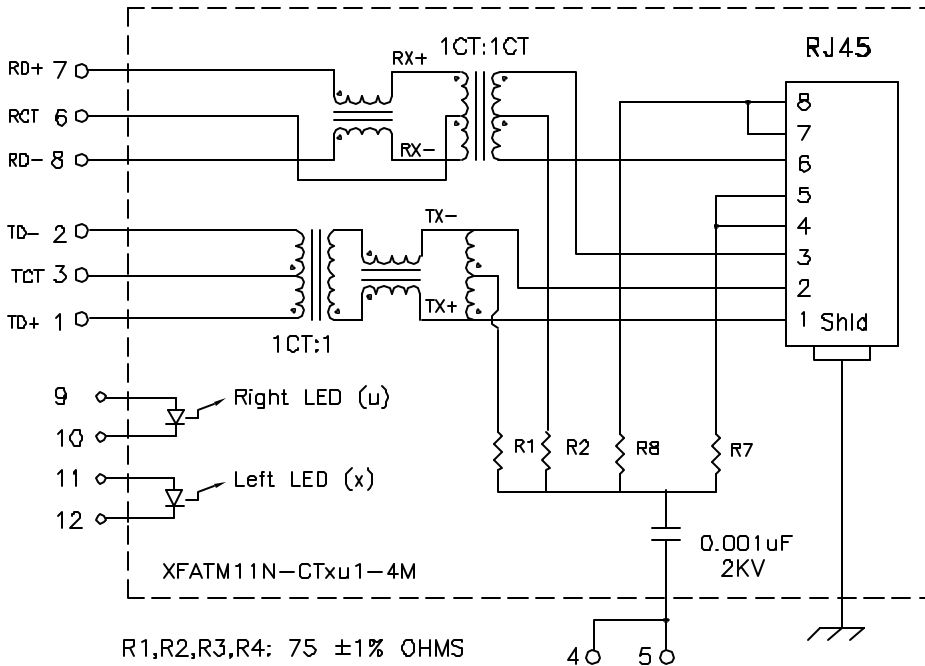 1CT:1CT
RJ45
RD+ 7
RX+
RCT 6
RX-
RD- 8
8
7
6
5
4
3
2
1 Shld
TD- 2
TX-
TCT 3
TX+
TD+ 1
1CT:1
9
Right LED (u)
10
11
Left LED (x)
12
R1
R2
R8
R7
0.001uF
2KV
XFATM11N-CTxu1-4M
R1,R2,R3,R4: 75 ±1% OHMS
4
5